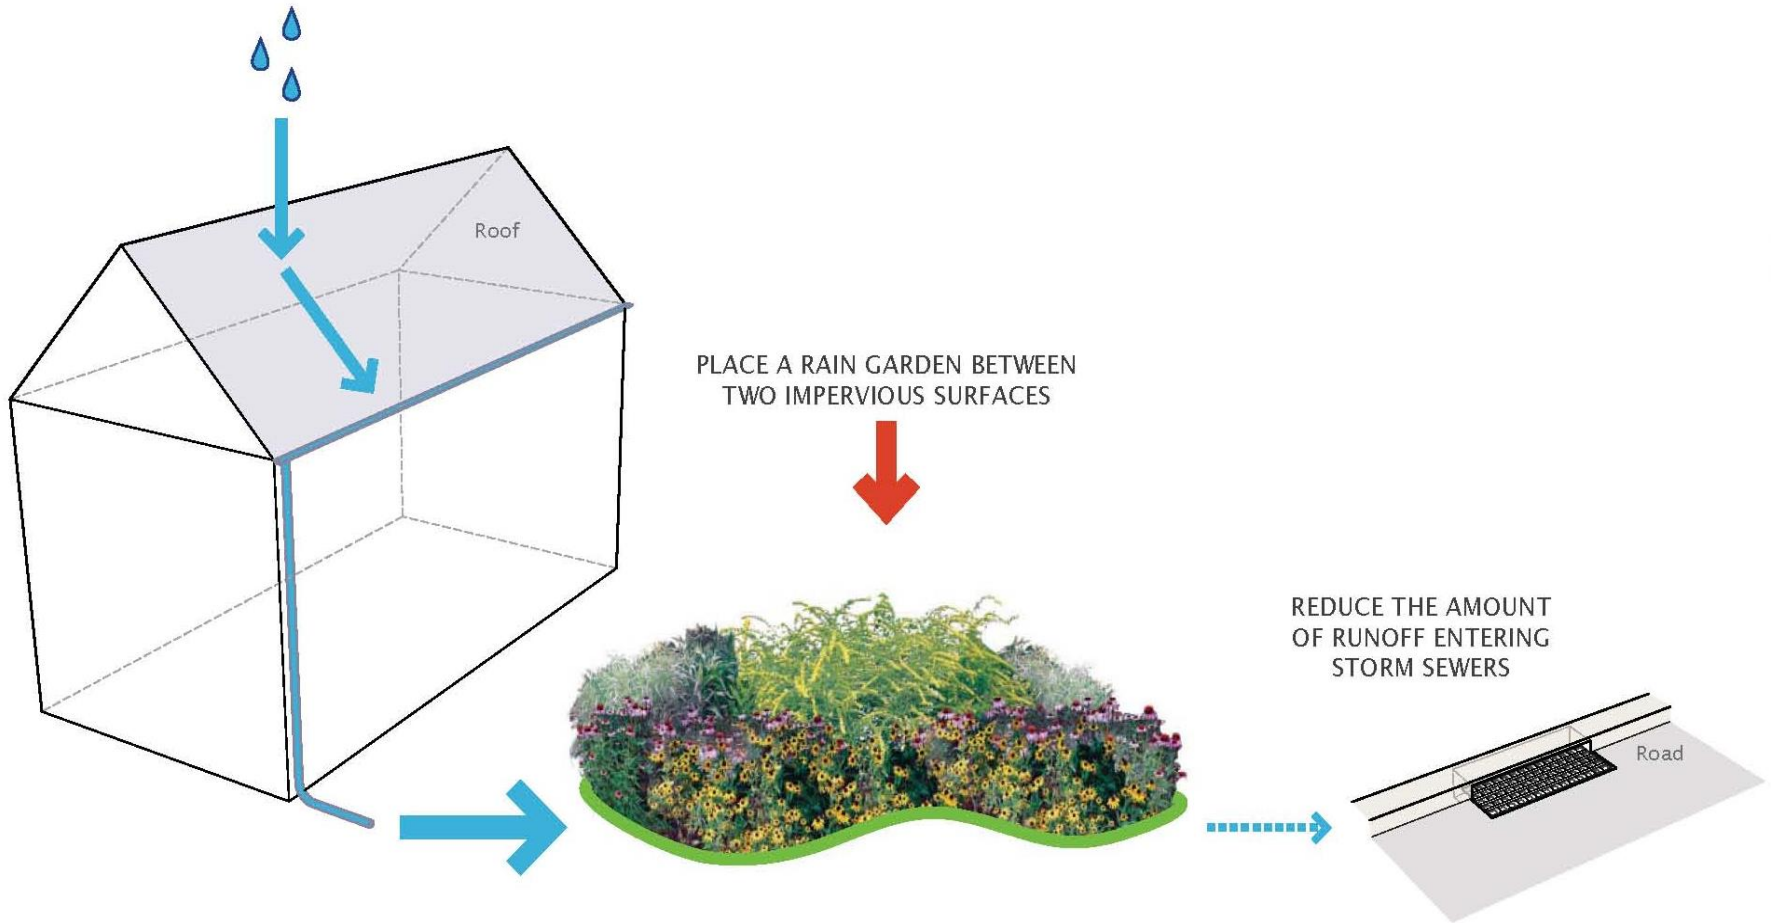 Roof
PLACE A RAIN GARDEN BETWEEN
TWO IMPERVIOUS SURFACES
REDUCE THE AMOUNT
OF RUNOFF ENTERING
STORM SEWERS
Road